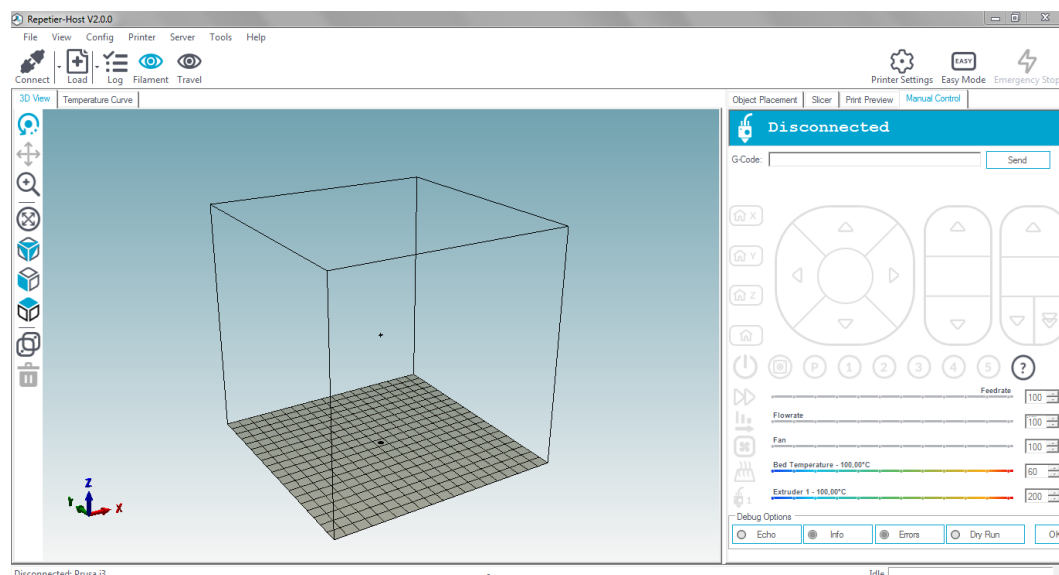 Repetier-Host V2.0.0
File View Config Printer Server Tools Help
Connect Load Log Filament Travel Printer Settings EASY Easy Mode Emergency Stop
3D View Temperature Curve Object Placement Slicer Print Preview Manual Control
Disconnected
G-Code: Send
X
Y
Z
P 1 2 3 4 5 ?
Feedrate
100
Flowrate
100
Fan
100
Bed Temperature - 100,00°C
60
Extruder 1 - 100,00°C
1 200
Z
Y X
Debug Options
Echo Info Errors Dry Run OK
Disconnected: Prusa i3 Idle